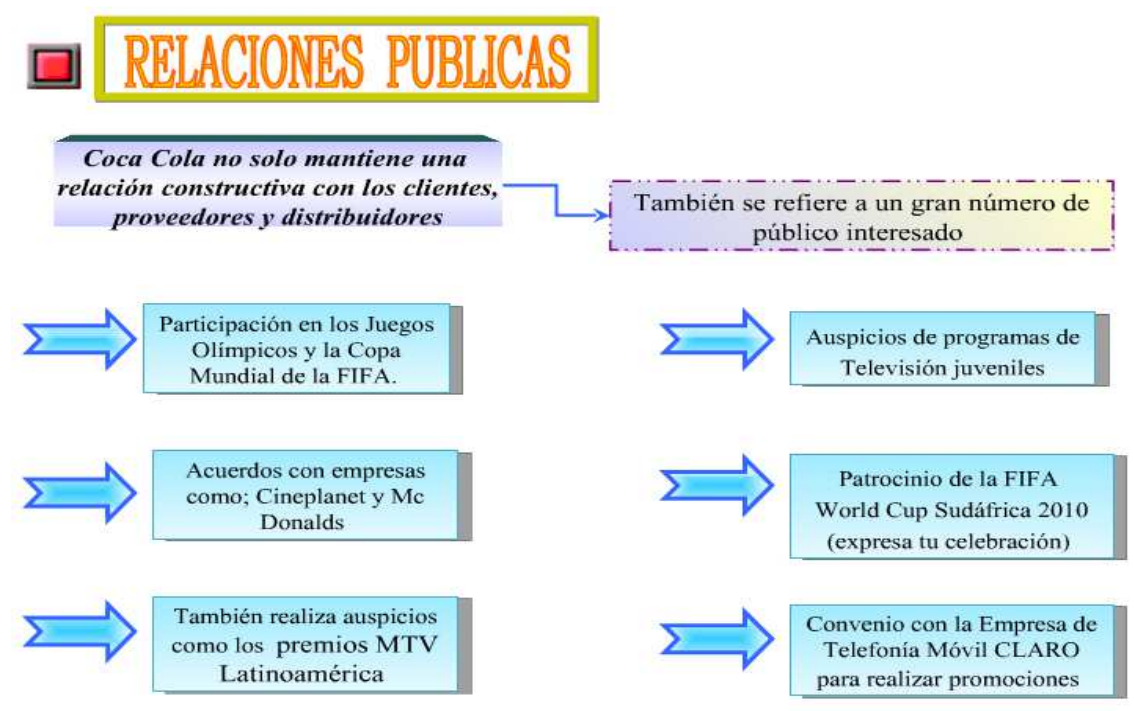 RELACIONES PUBLICAS
Coca Cola no solo mantiene una
relación constructiva con los clientes,
proveedores y distribuidores
También se refiere a un gran número de
público interesado
Participación en los Juegos
Olímpicos y la Copa
Mundial de la FIFA.
Auspicios de programas de
Televisión juveniles
Acuerdos con empresas
como; Cineplanet y Mc
Donalds
Patrocinio de la FIFA
World Cup Sudáfrica 2010
(expresa tu celebración)
También realiza auspicios
como los premios MTV
Latinoamérica
Convenio con la Empresa de
Telefonía Móvil CLARO
para realizar promociones